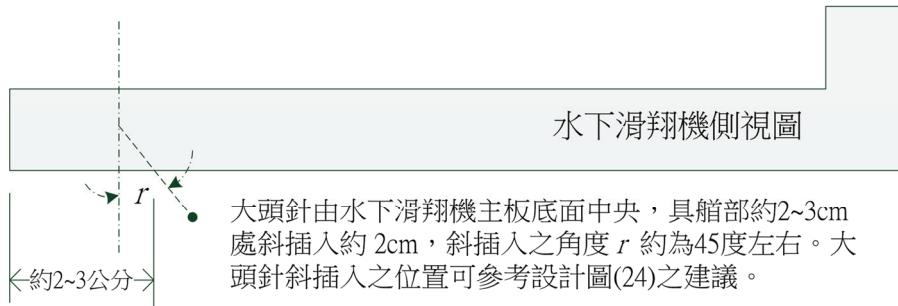 水下滑翔機側視圖
r
約2~3公分
大頭針由水下滑翔機主板底面中央，具艏部約2~3cm
處斜插入約 2cm，斜插入之角度 r 約為45度左右。大
頭針斜插入之位置可參考設計圖(24)之建議。